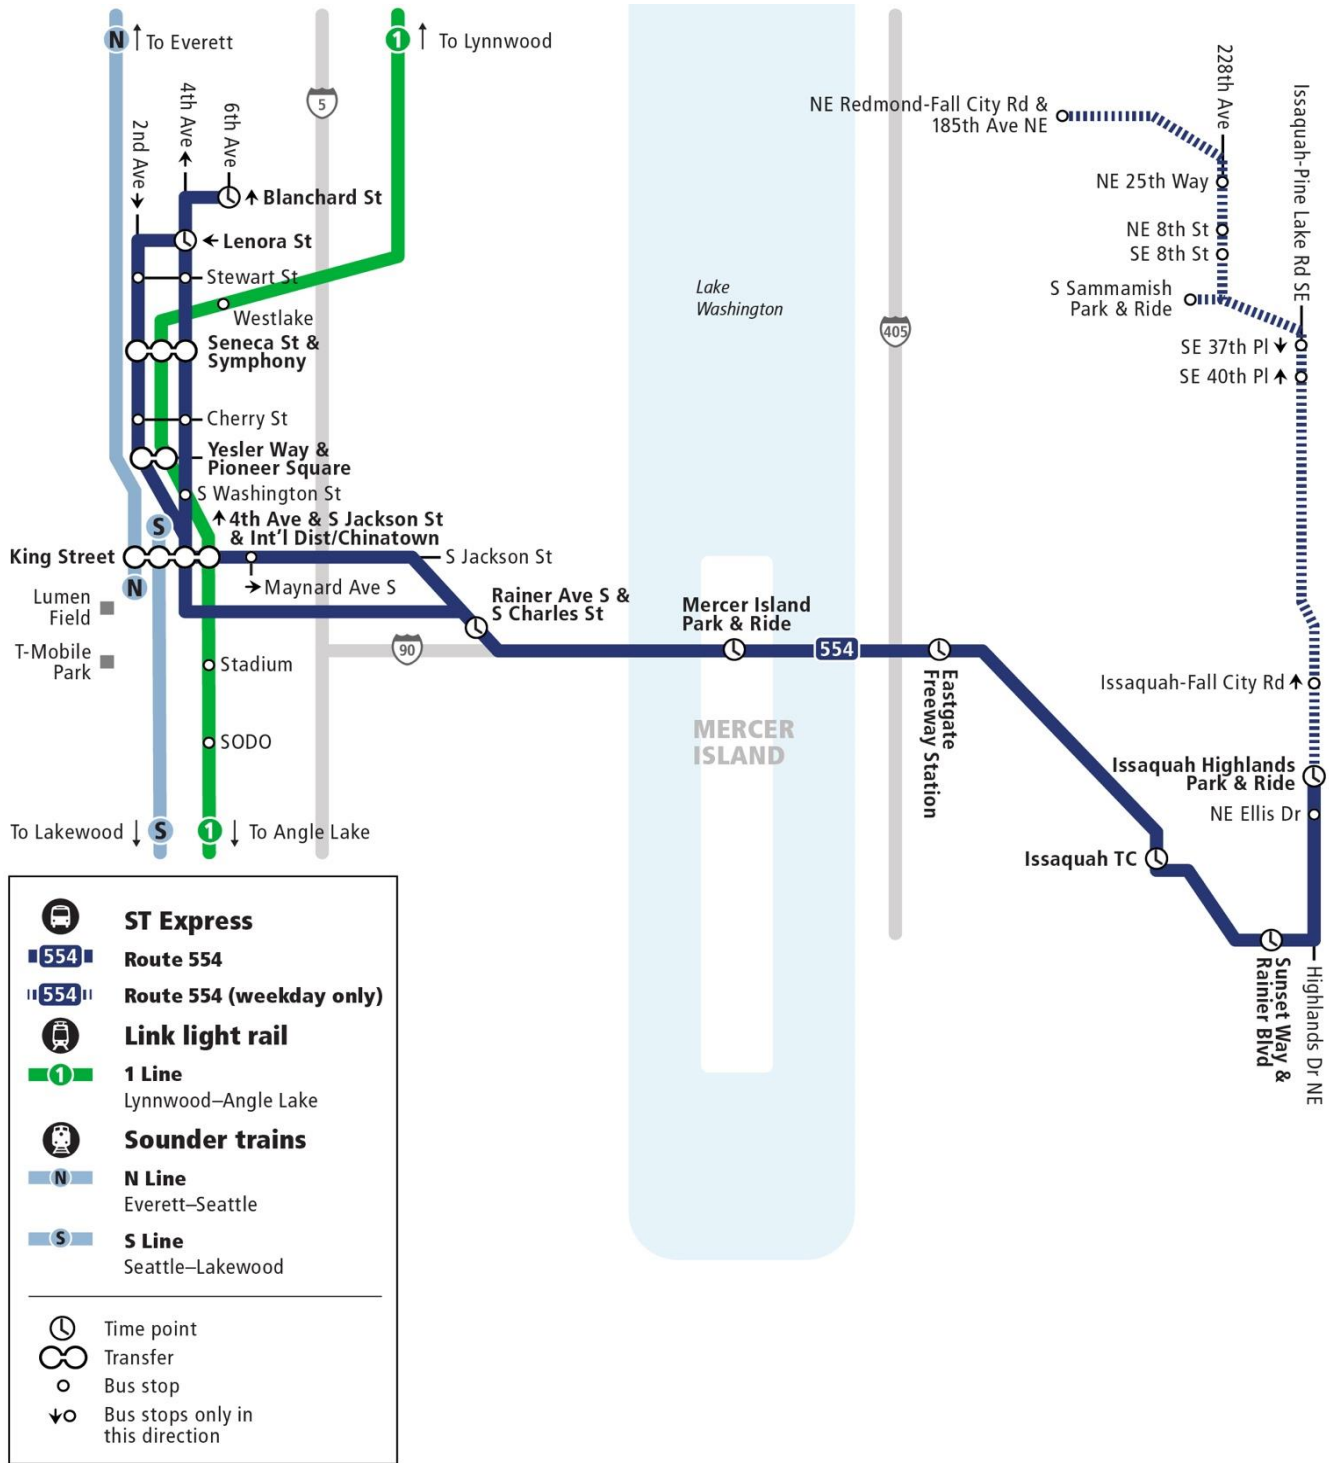 N
↑ To Everett
1
↑ To Lynnwood
5
2nd Ave →
4th Ave →
6th Ave
↑ Blanchard St
← Lenora St
Stewart St
Westlake
Seneca St &
Symphony
Cherry St
Yesler Way &
Pioneer Square
S Washington St
S
↑ 4th Ave & S Jackson St
& Int'l Dist/Chinatown
King Street
S Jackson St
N
→ Maynard Ave S
Lumen
Field
T-Mobile
Park
Rainer Ave S &
S Charles St
90
Stadium
SODO
To Lakewood ↓
S
1
↓ To Angle Lake
Lake
Washington
Mercer Island
Park & Ride
554
MERCER
ISLAND
405
Eastgate
Freeway Station
NE Redmond-Fall City Rd &
185th Ave NE
228th Ave
Issaquah-Pine Lake Rd SE
NE 25th Way
NE 8th St
SE 8th St
S Sammamish
Park & Ride
SE 37th Pl ↓
SE 40th Pl ↑
Issaquah-Fall City Rd ↑
Issaquah Highlands
Park & Ride
NE Ellis Dr
Issaquah TC
Sunset Way &
Rainier Blvd
Highlands Dr NE
ST Express
554
Route 554
554
Route 554 (weekday only)
Link light rail
1
1 Line
Lynnwood–Angle Lake
Sounder trains
N
N Line
Everett–Seattle
S
S Line
Seattle–Lakewood
Time point
Transfer
Bus stop
Bus stops only in
this direction